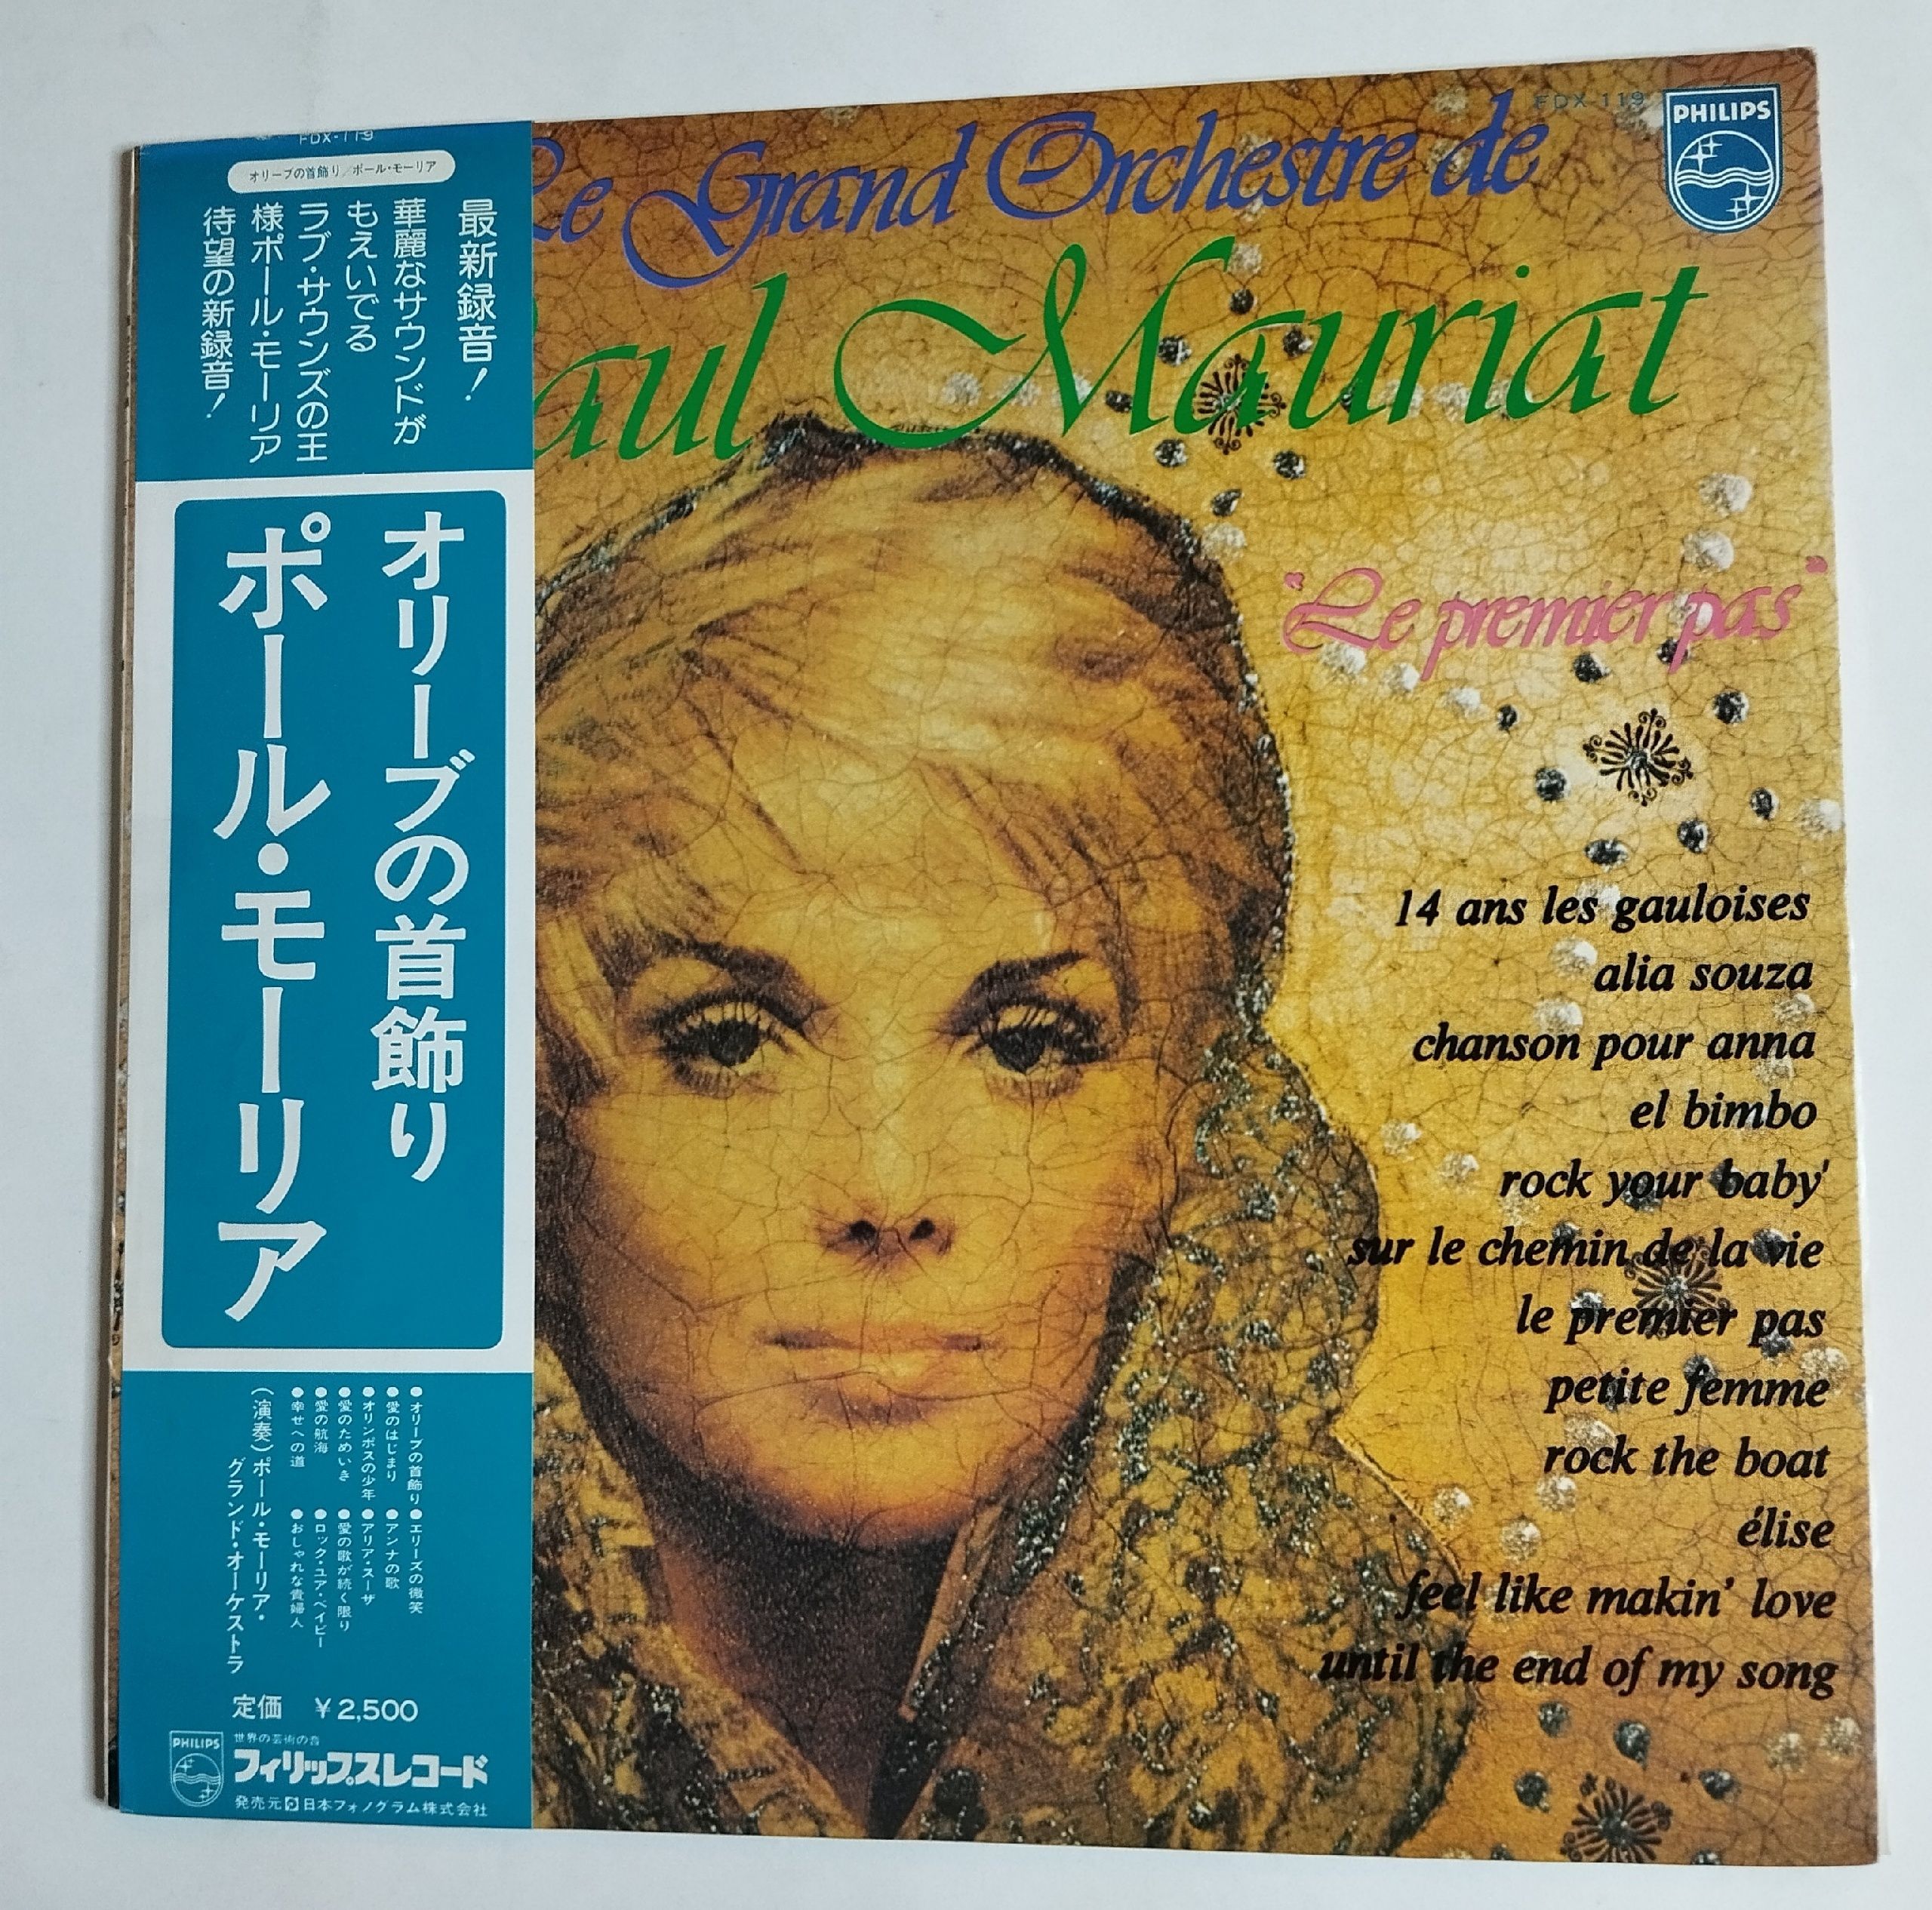 FDX-119
オリーブの首飾り/ポール・モーリア
最新録音!
華麗なサウンドが
もえいでる
ラブ・サウンズの王
様ポール・モーリア
待望の新録音!
オリーブの首飾り
ポール・モーリア
●オリーブの首飾り ●エリーズの微笑
●愛のはじまり ●アンナの歌
●オリンポスの少年 ●アリア・スーザ
●愛のためいき ●愛の歌が続く限り
●愛の航海 ●ロック・ユア・ベイビー
●幸せへの道 ●おしゃれな貴婦人
(演奏)ポール・モーリア・
グランド・オーケストラ
定価 ¥2,500
PHILIPS
世界の芸術の音
フィリップスレコード
発売元 日本フォノグラム株式会社
FDX-119
PHILIPS
Le Grand Orchestre de
aul Mauriat
"Le premier pas"
14 ans les gauloises
alia souza
chanson pour anna
el bimbo
rock your baby'
sur le chemin de la vie
le premier pas
petite femme
rock the boat
élise
feel like makin' love
until the end of my song